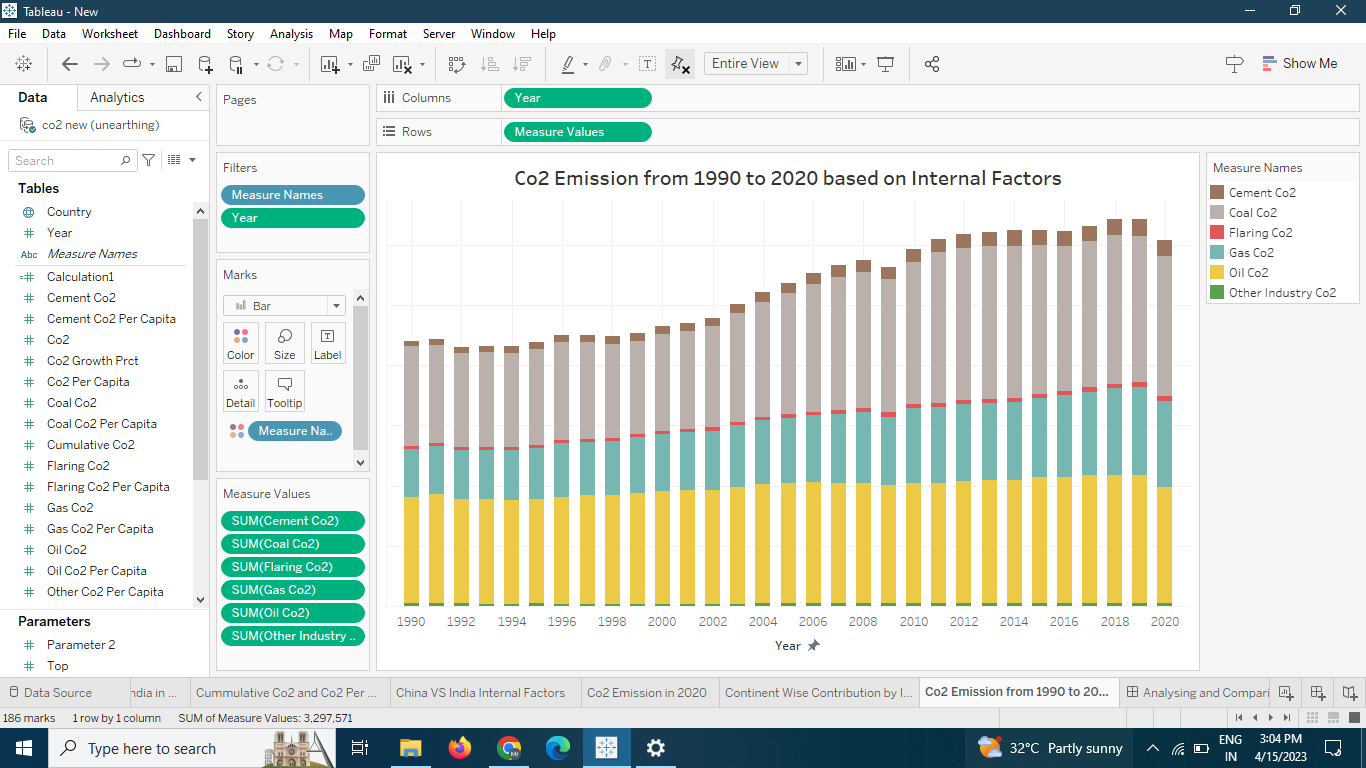 Tableau - New
File Data Worksheet Dashboard Story Analysis Map Format Server Window Help
Entire View
Show Me
Data Analytics
co2 new (unearthing)
Search
Tables
Country
Year
Abc Measure Names
Calculation1
Cement Co2
Cement Co2 Per Capita
Co2
Co2 Growth Prct
Co2 Per Capita
Coal Co2
Coal Co2 Per Capita
Cumulative Co2
Flaring Co2
Flaring Co2 Per Capita
Gas Co2
Gas Co2 Per Capita
Oil Co2
Oil Co2 Per Capita
Other Co2 Per Capita
Parameters
Parameter 2
Top
Pages
Filters
Measure Names
Year
Marks
Bar
Color Size Label
Detail Tooltip
Measure Na..
Measure Values
SUM(Cement Co2)
SUM(Coal Co2)
SUM(Flaring Co2)
SUM(Gas Co2)
SUM(Oil Co2)
SUM(Other Industry ..
Columns Year
Rows Measure Values
Co2 Emission from 1990 to 2020 based on Internal Factors
1990 1992 1994 1996 1998 2000 2002 2004 2006 2008 2010 2012 2014 2016 2018 2020
Year
Measure Names
Cement Co2
Coal Co2
Flaring Co2
Gas Co2
Oil Co2
Other Industry Co2
Data Source ndia in ... Cummulative Co2 and Co2 Per ... China VS India Internal Factors Co2 Emission in 2020 Continent Wise Contribution by I... Co2 Emission from 1990 to 20... Analysing and Compari
186 marks 1 row by 1 column SUM of Measure Values: 3,297,571
Type here to search
32°C Partly sunny
ENG
IN
3:04 PM
4/15/2023